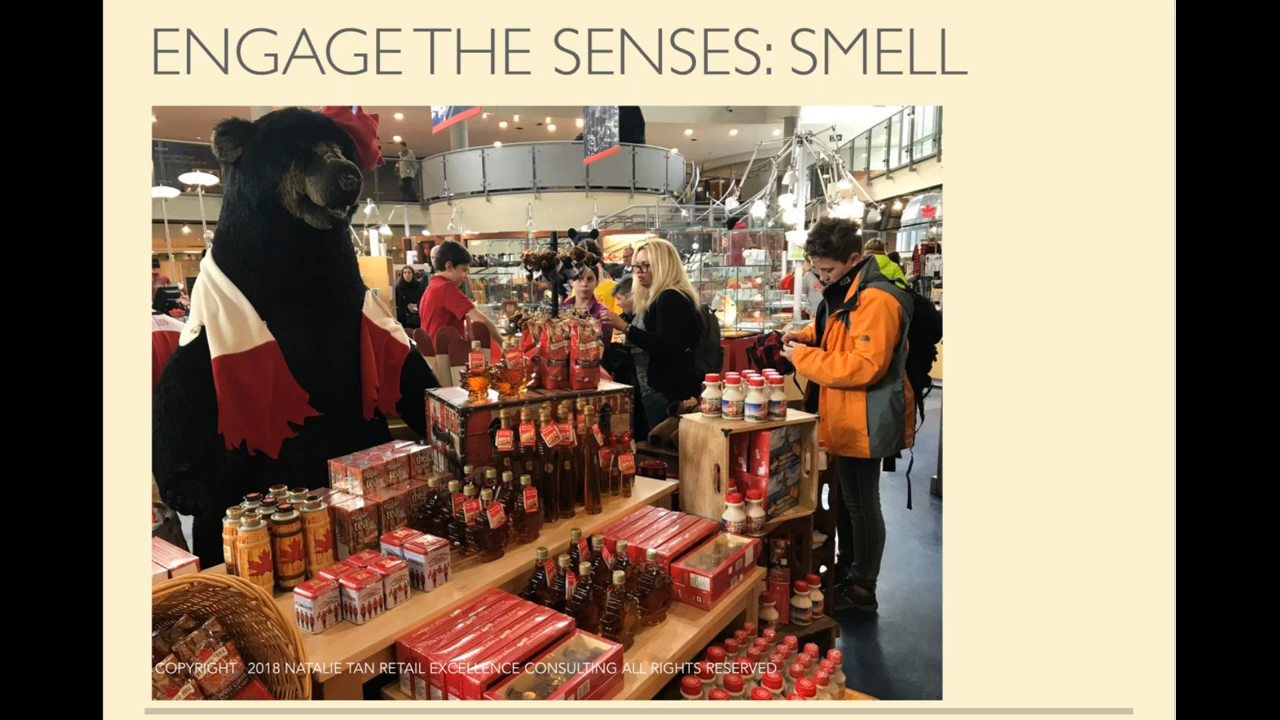 ENGAGE THE SENSES: SMELL
COPYRIGHT 2018 NATALIE TAN RETAIL EXCELLENCE CONSULTING ALL RIGHTS RESERVED